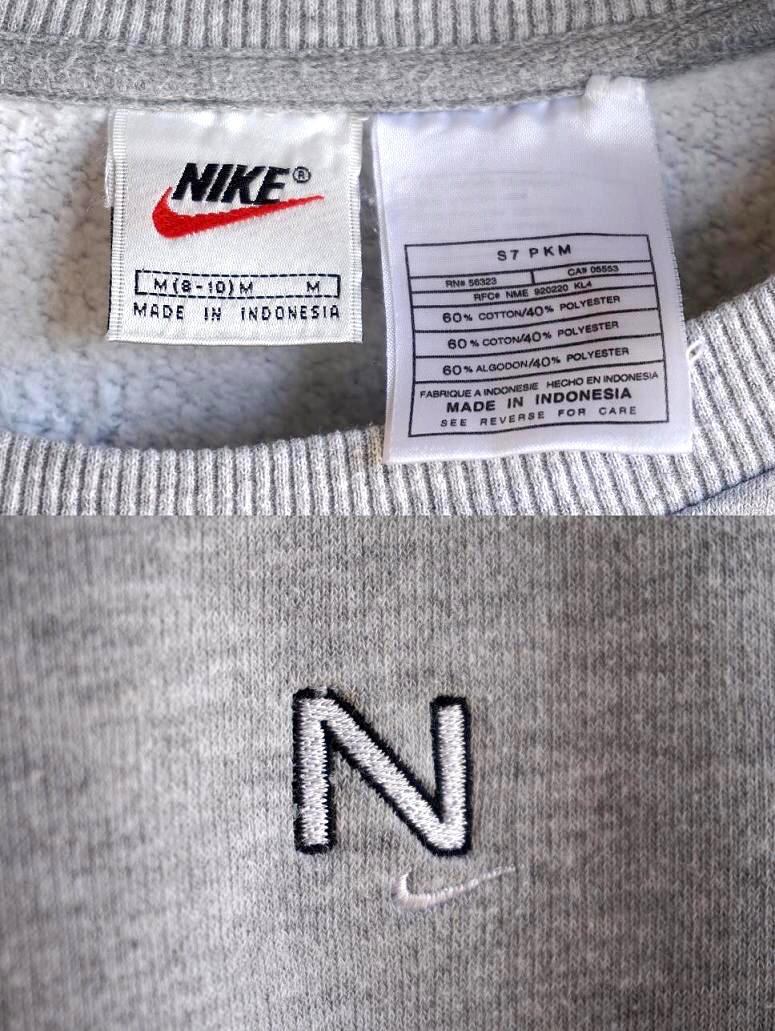 NIKE®
M (8-10) M M
MADE IN INDONESIA
S7 PKM
RN# 56323 CA# 05553
RFC# NME 920220 KL4
60% COTTON/40% POLYESTER
60% COTON/40% POLYESTER
60% ALGODON/40% POLYESTER
FABRIQUE A INDONESIE HECHO EN INDONESIA
MADE IN INDONESIA
SEE REVERSE FOR CARE
N